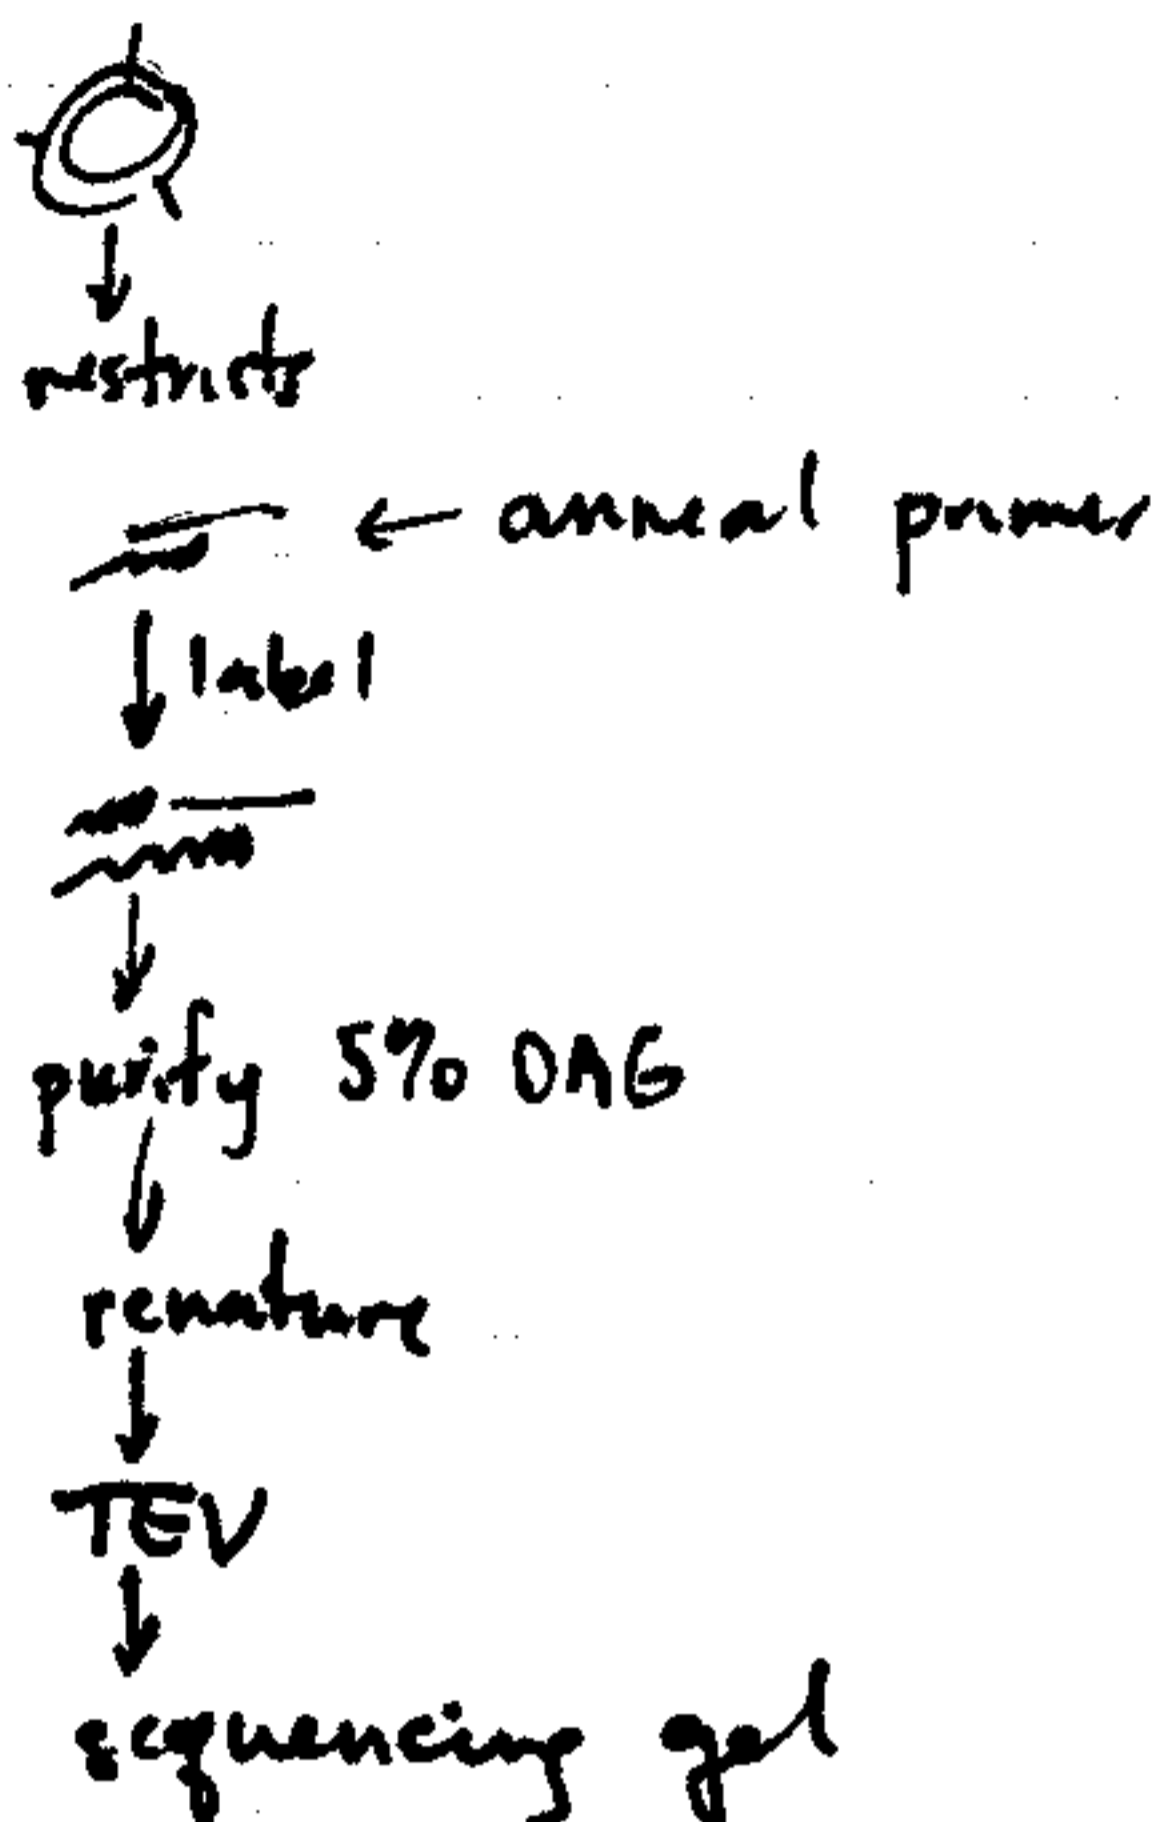 restricts
← anneal primer
label
purify 5% DAG
renature
TEV
sequencing gel